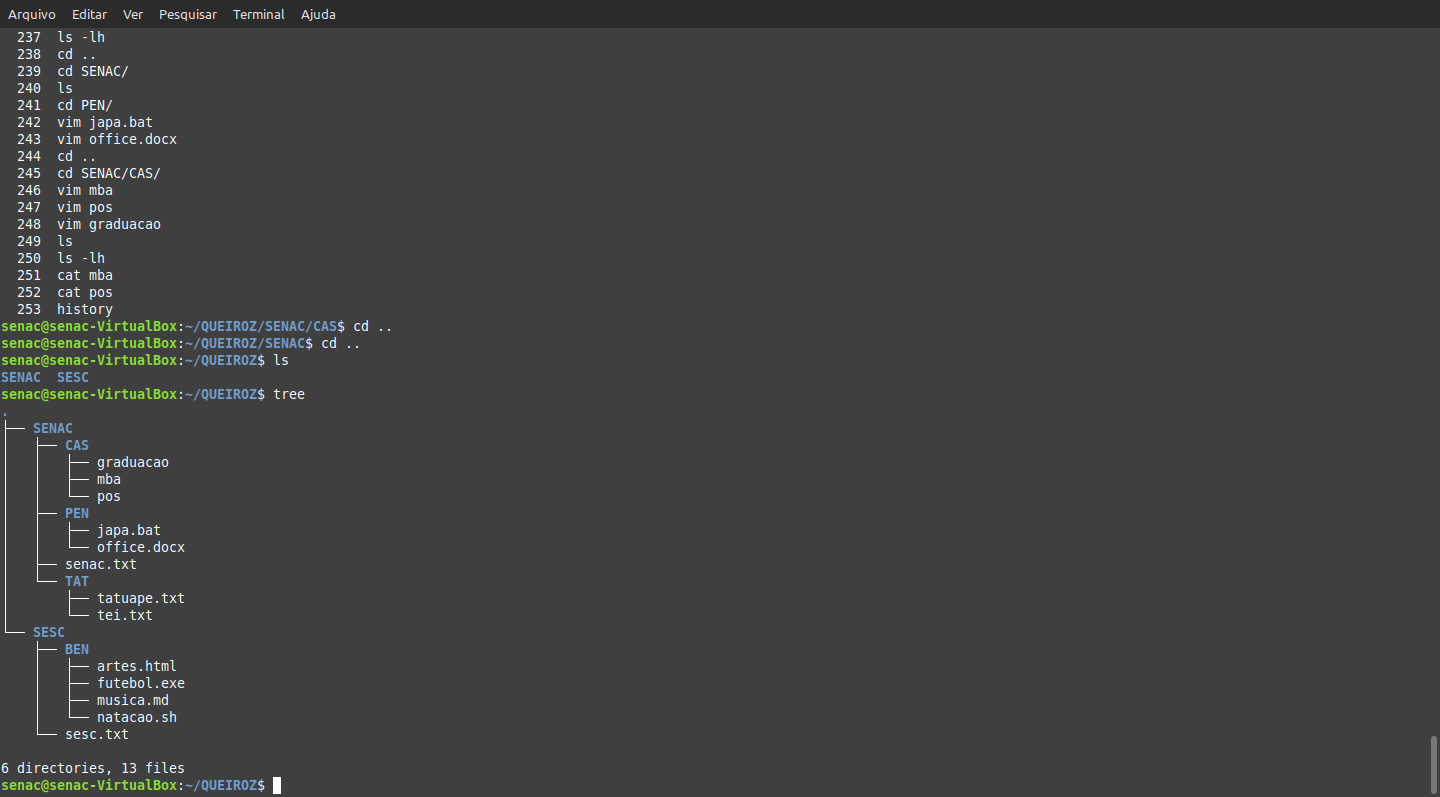 Arquivo Editar Ver Pesquisar Terminal Ajuda
  237  ls -lh
  238  cd ..
  239  cd SENAC/
  240  ls
  241  cd PEN/
  242  vim japa.bat
  243  vim office.docx
  244  cd ..
  245  cd SENAC/CAS/
  246  vim mba
  247  vim pos
  248  vim graduacao
  249  ls
  250  ls -lh
  251  cat mba
  252  cat pos
  253  history
senac@senac-VirtualBox:~/QUEIROZ/SENAC/CAS$ cd ..
senac@senac-VirtualBox:~/QUEIROZ/SENAC$ cd ..
senac@senac-VirtualBox:~/QUEIROZ$ ls
SENAC  SESC
senac@senac-VirtualBox:~/QUEIROZ$ tree
.
├── SENAC
│   ├── CAS
│   │   ├── graduacao
│   │   ├── mba
│   │   └── pos
│   ├── PEN
│   │   ├── japa.bat
│   │   └── office.docx
│   ├── senac.txt
│   └── TAT
│       ├── tatuape.txt
│       └── tei.txt
└── SESC
    ├── BEN
    │   ├── artes.html
    │   ├── futebol.exe
    │   ├── musica.md
    │   └── natacao.sh
    └── sesc.txt
6 directories, 13 files
senac@senac-VirtualBox:~/QUEIROZ$